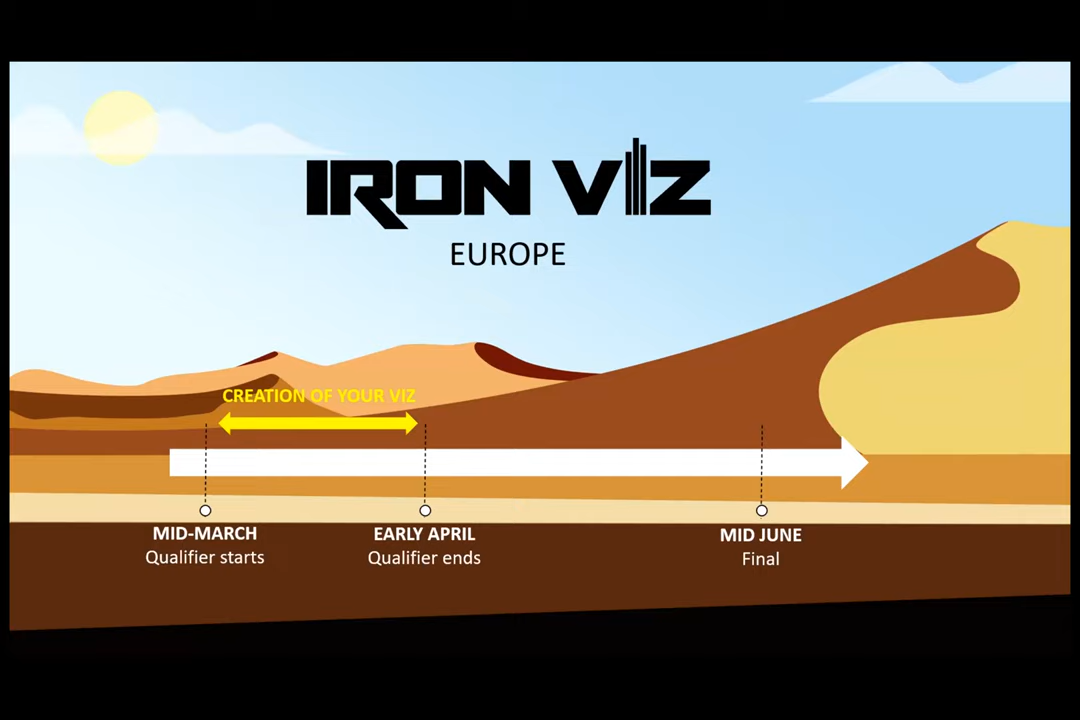 IRON VIZ
EUROPE
CREATION OF YOUR VIZ
MID-MARCH
Qualifier starts
EARLY APRIL
Qualifier ends
MID JUNE
Final